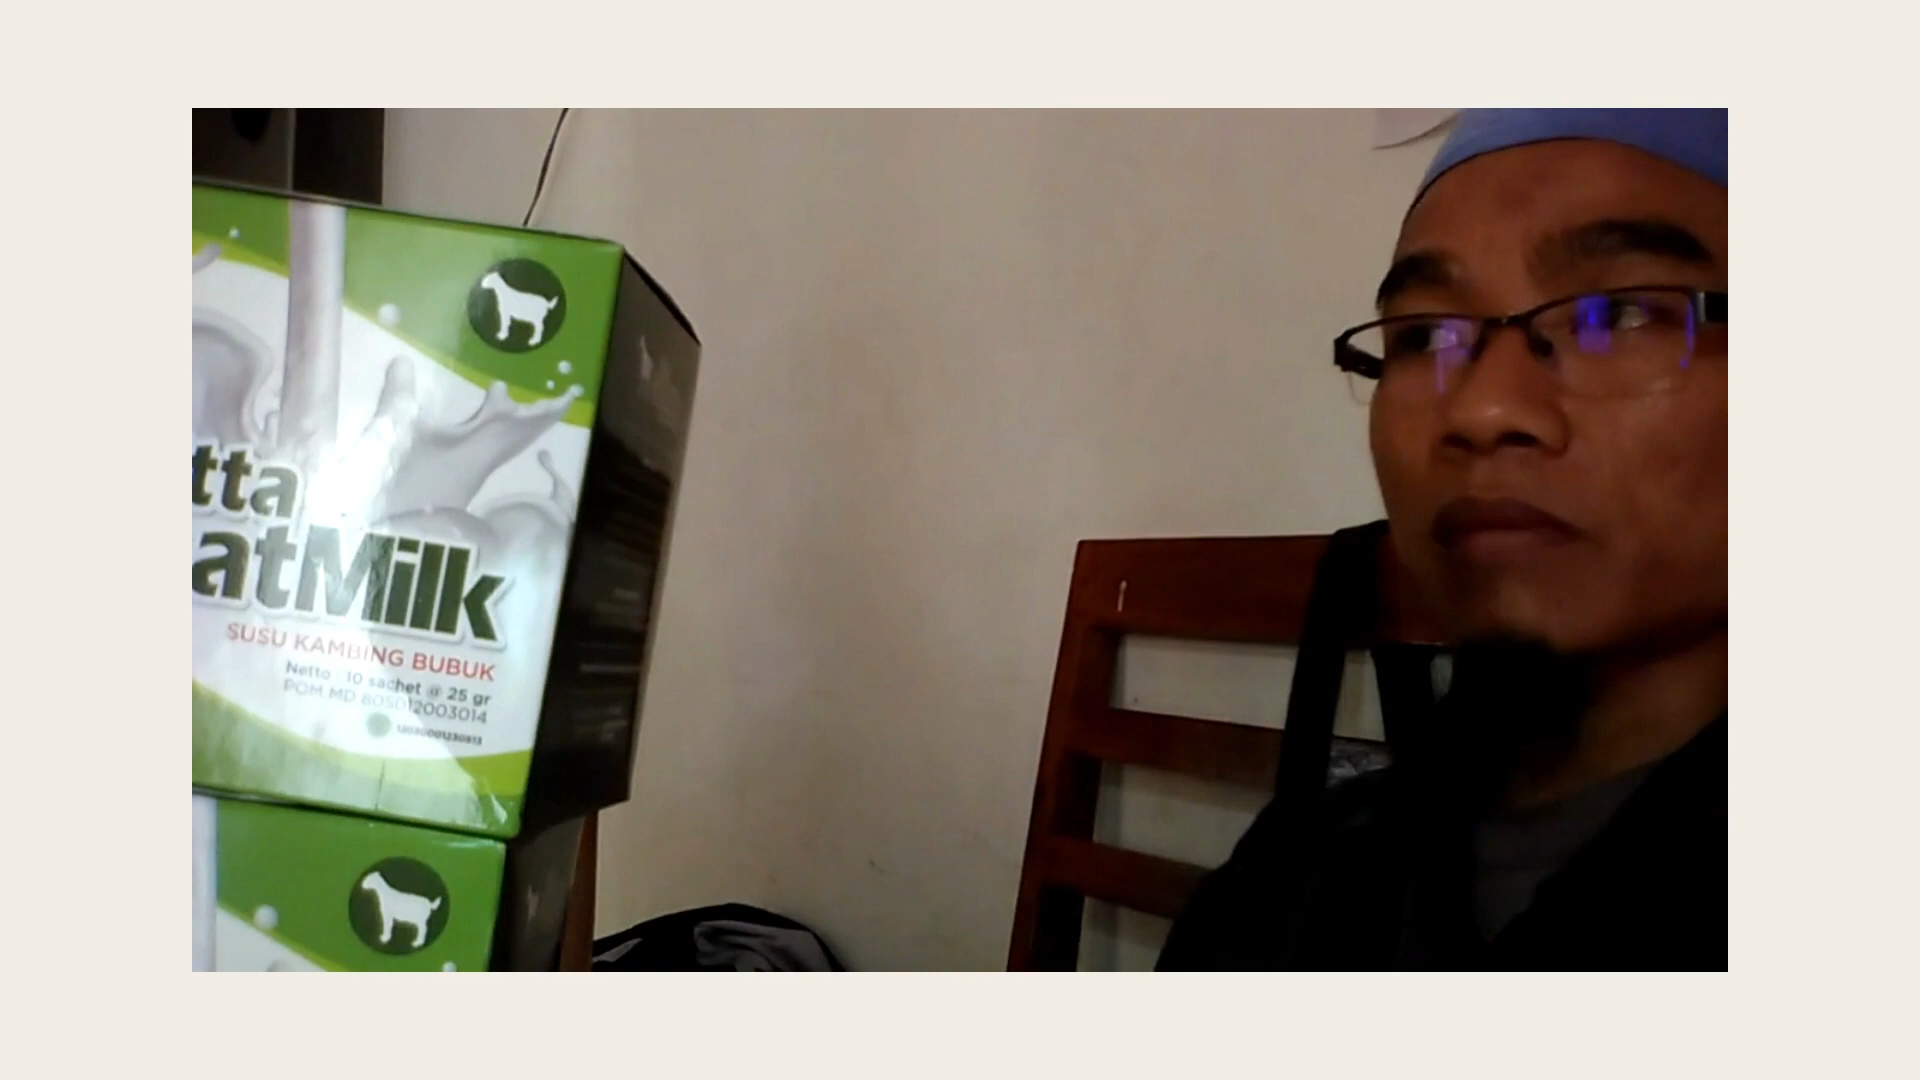 tta
atMilk
SUSU KAMBING BUBUK
Netto 10 sachet @ 25 gr
POM MD 805012003014